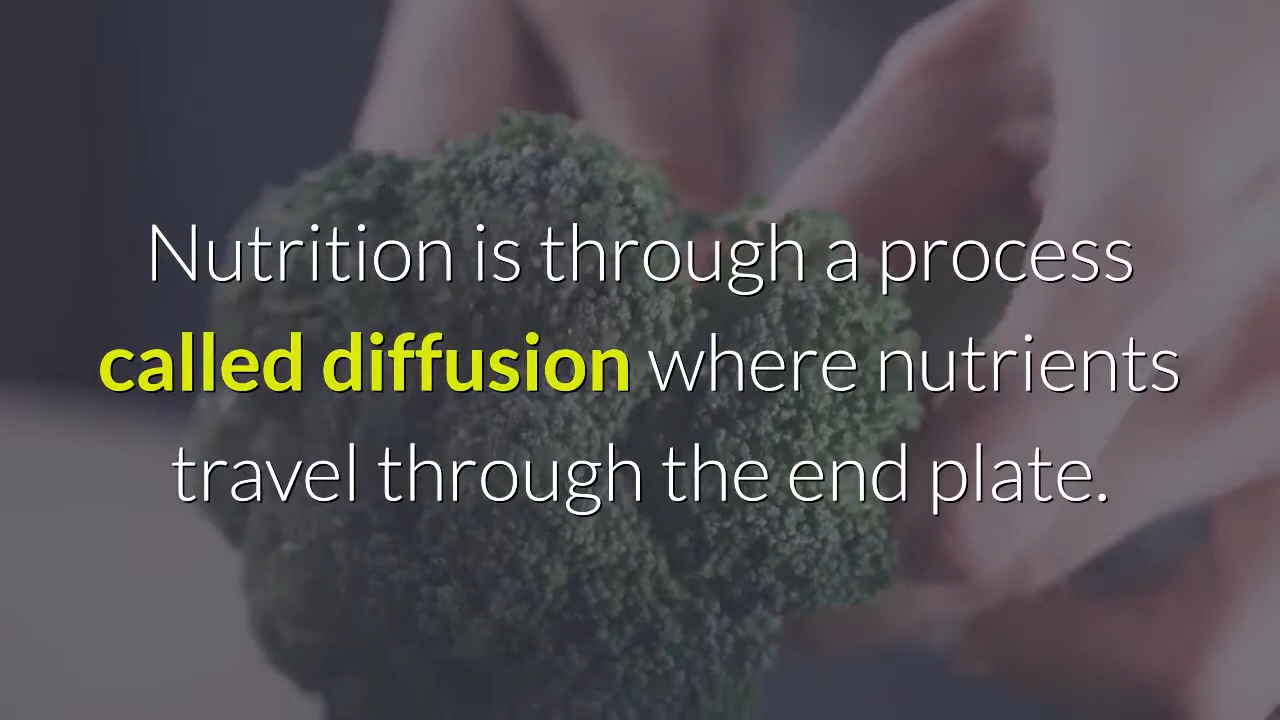 Nutrition is through a process
called diffusion where nutrients
travel through the end plate.